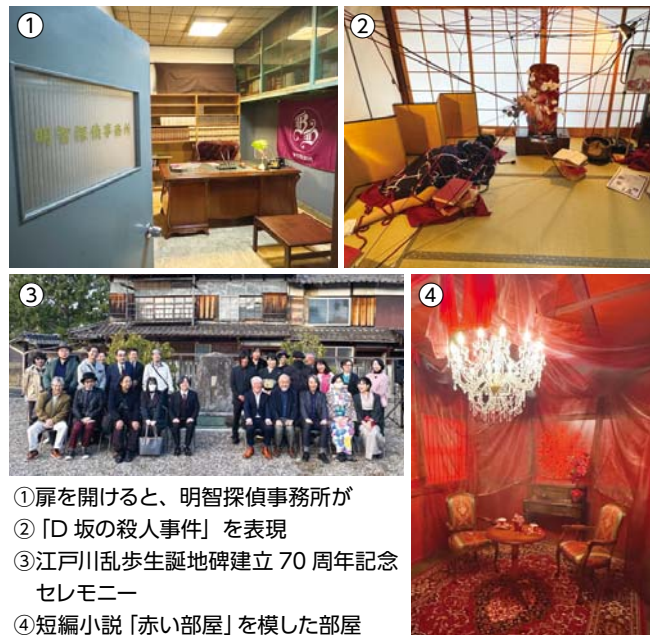 ①
明智探偵事務所
②
③
④
①扉を開けると、明智探偵事務所が
②「D 坂の殺人事件」を表現
③江戸川乱歩生誕地碑建立 70 周年記念
セレモニー
④短編小説「赤い部屋」を模した部屋